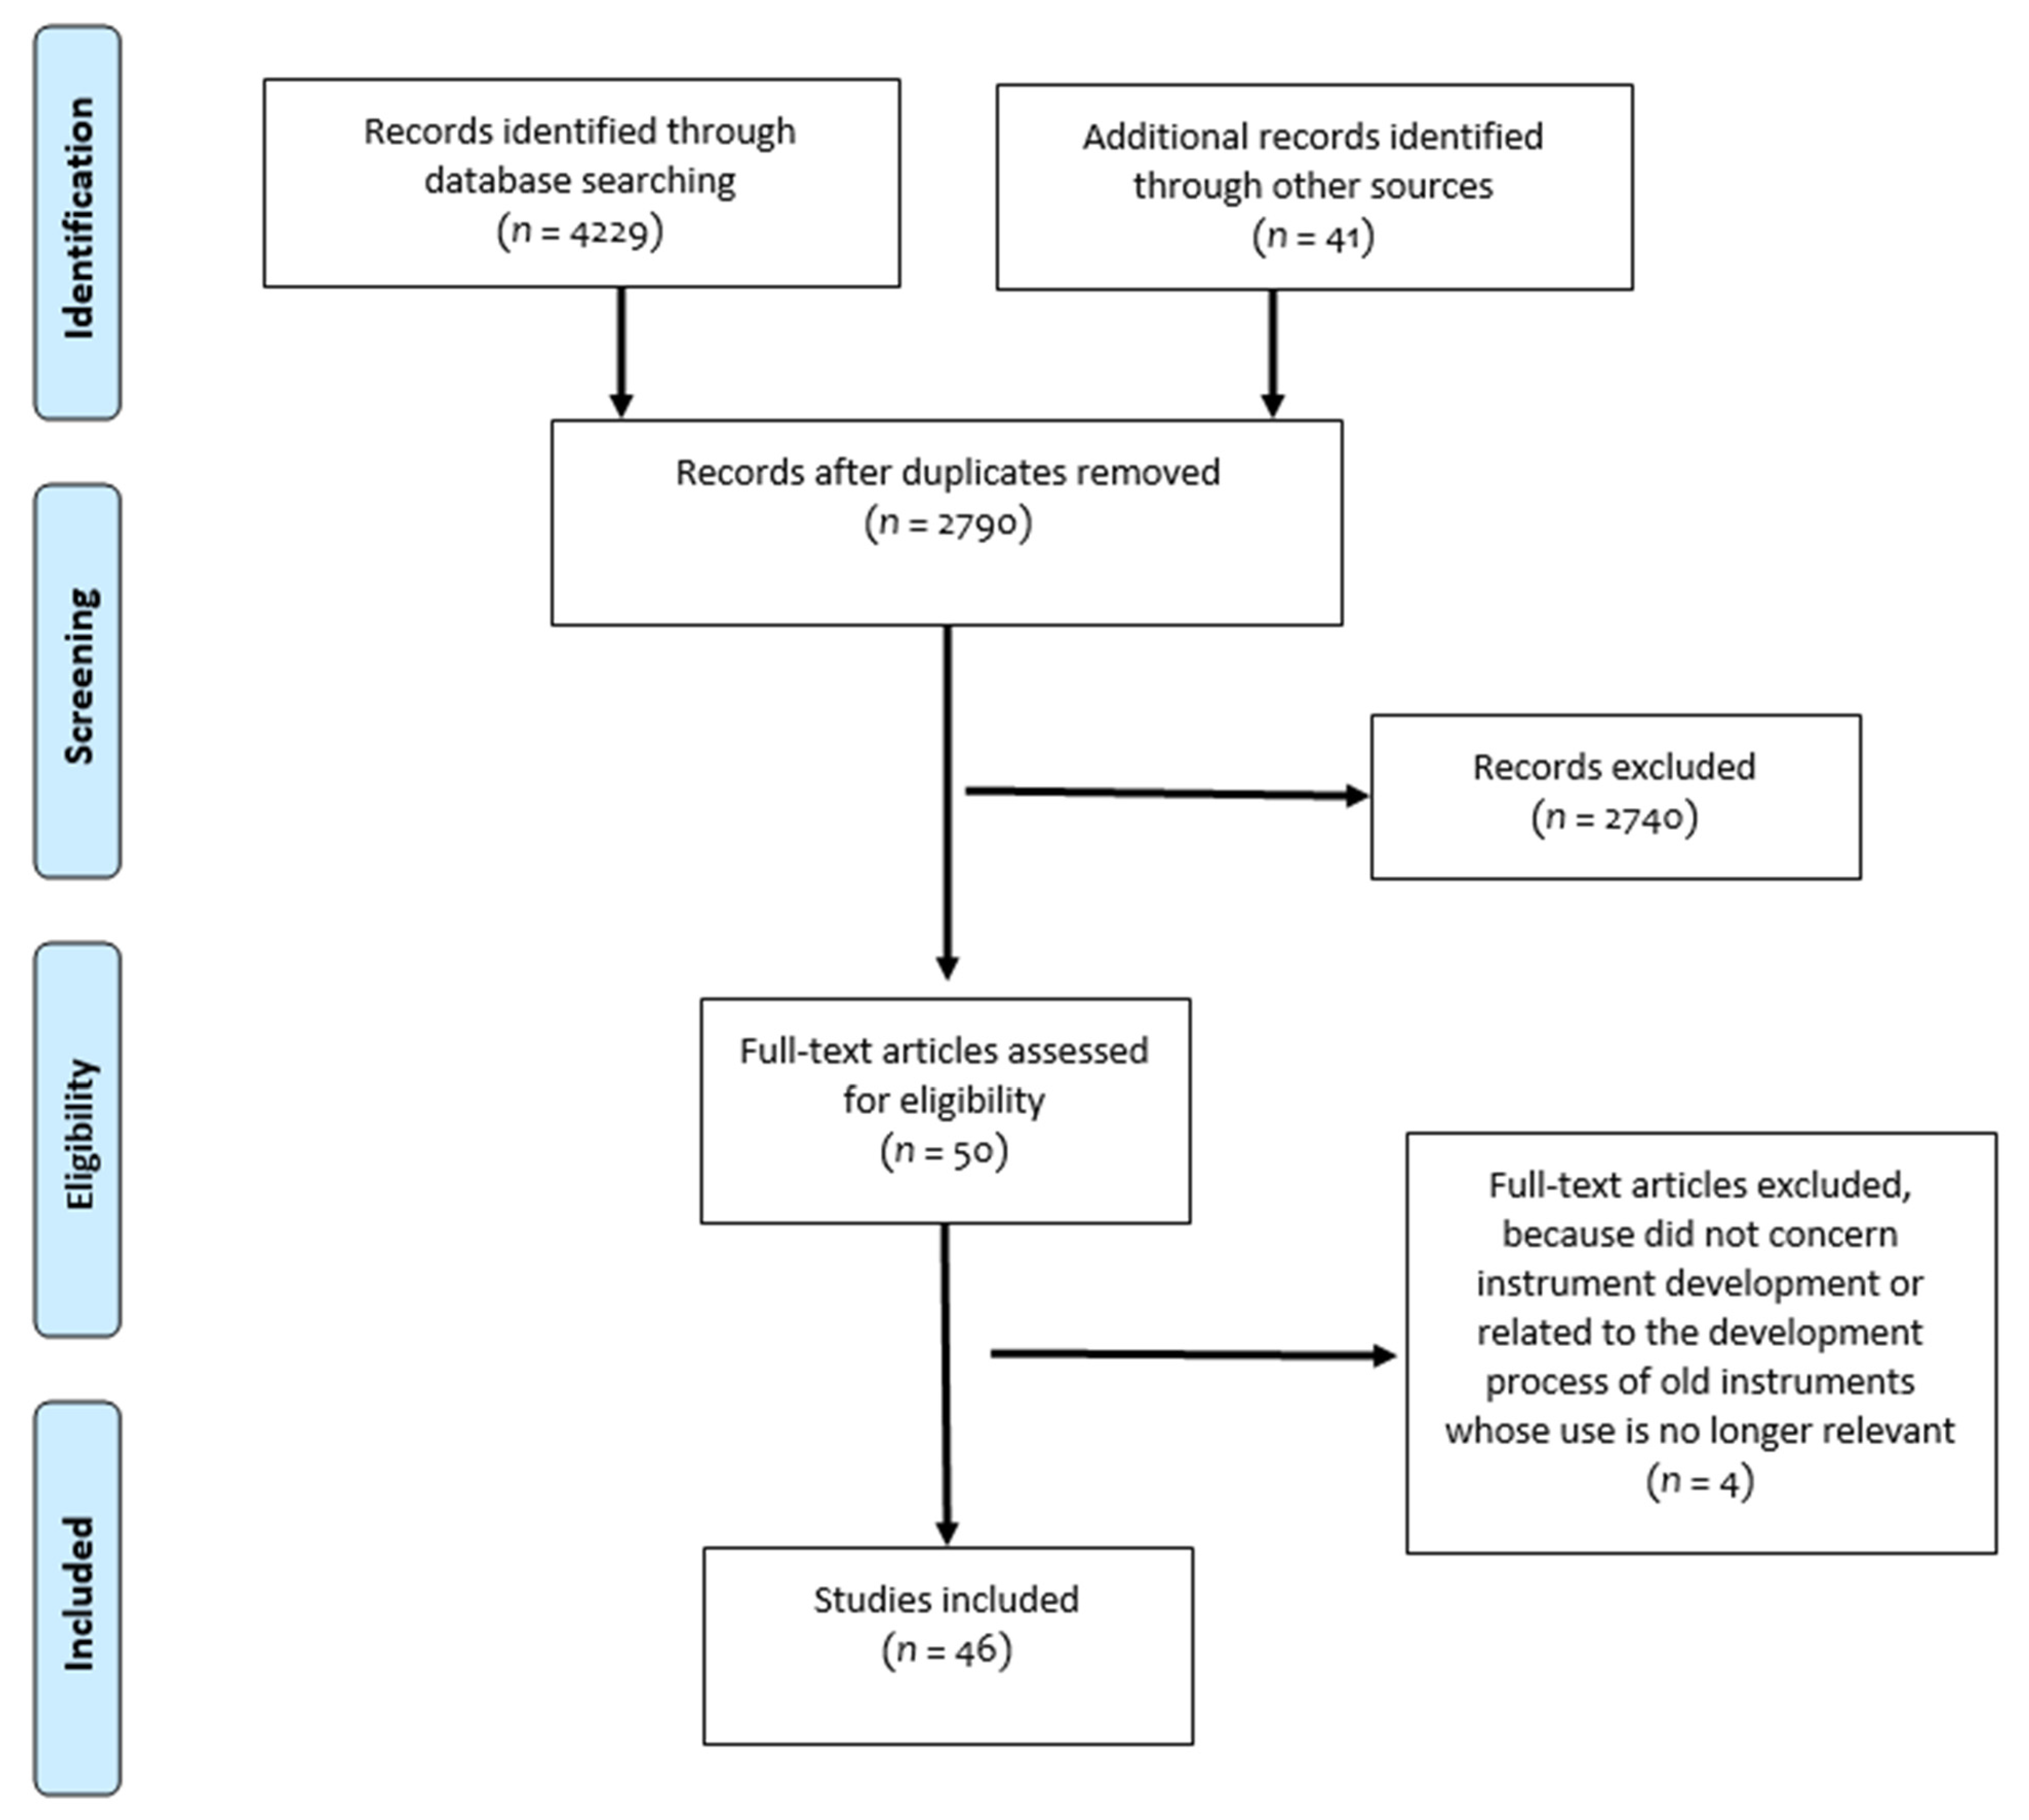 Identification
Records identified through
database searching
(n = 4229)
Additional records identified
through other sources
(n = 41)
Records after duplicates removed
(n = 2790)
Screening
Records excluded
(n = 2740)
Eligibility
Full-text articles assessed
for eligibility
(n = 50)
Full-text articles excluded,
because did not concern
instrument development or
related to the development
process of old instruments
whose use is no longer relevant
(n = 4)
Included
Studies included
(n = 46)